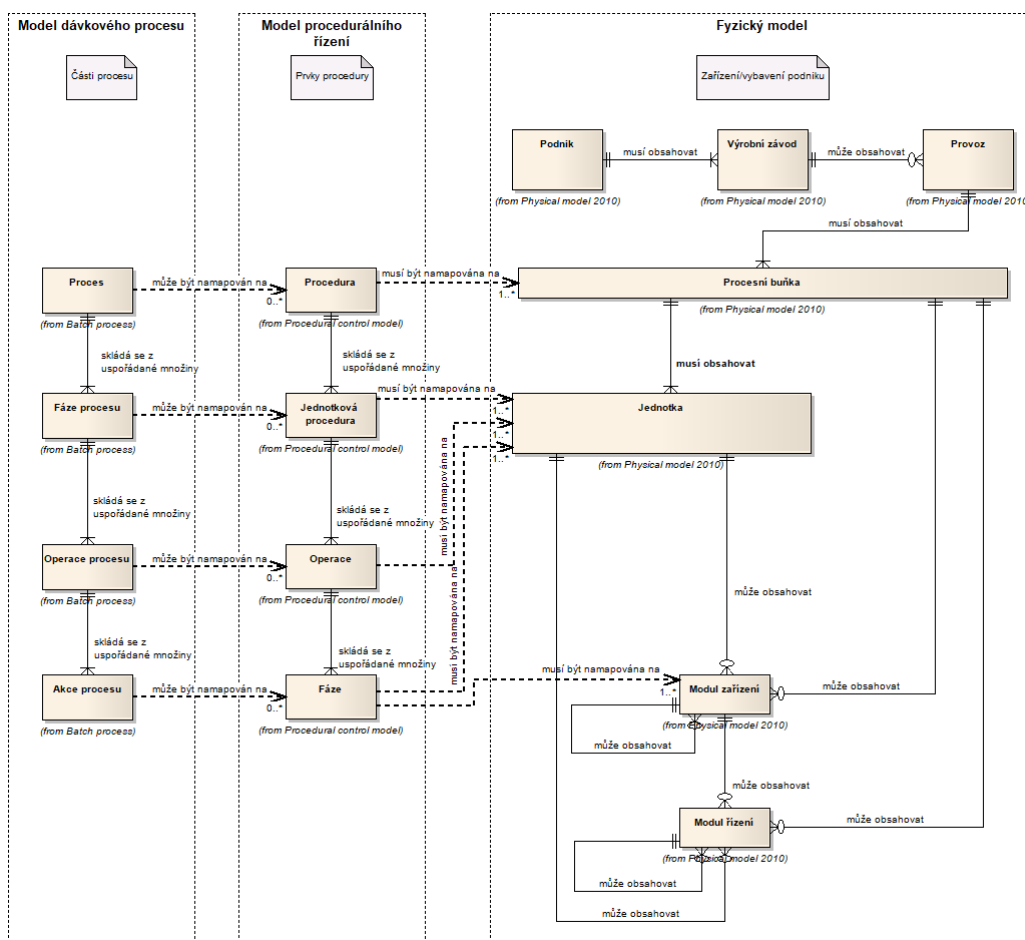 Model dávkového procesu
Model procedurálního
řízení
Fyzický model
Části procesu
Prvky procedury
Zařízení/vybavení podniku
Podnik
musí obsahovat
Výrobní závod
může obsahovat
Provoz
(from Physical model 2010)
(from Physical model 2010)
(from Physical model 2010)
musí obsahovat
Proces
může být namapován na
0..*
Procedura
musí být namapována na
1..*
Procesní buňka
(from Batch process)
(from Procedural control model)
(from Physical model 2010)
skládá se z
uspořádané množiny
skládá se z
uspořádané množiny
musí obsahovat
Fáze procesu
může být namapován na
0..*
Jednotková
procedura
musí být namapována na
1..*
1..*
1..*
Jednotka
(from Batch process)
(from Procedural control model)
(from Physical model 2010)
skládá se z
uspořádané množiny
skládá se z
uspořádané množiny
musí být namapována na
musí být namapována na
Operace procesu
může být namapován na
0..*
Operace
(from Batch process)
(from Procedural control model)
může obsahovat
skládá se z
uspořádané množiny
skládá se z
uspořádané množiny
Akce procesu
může být namapován na
0..*
Fáze
musí být namapována na
1..*
Modul zařízení
může obsahovat
(from Batch process)
(from Procedural control model)
(from Physical model 2010)
může obsahovat
může obsahovat
Modul řízení
může obsahovat
(from Physical model 2010)
může obsahovat
může obsahovat